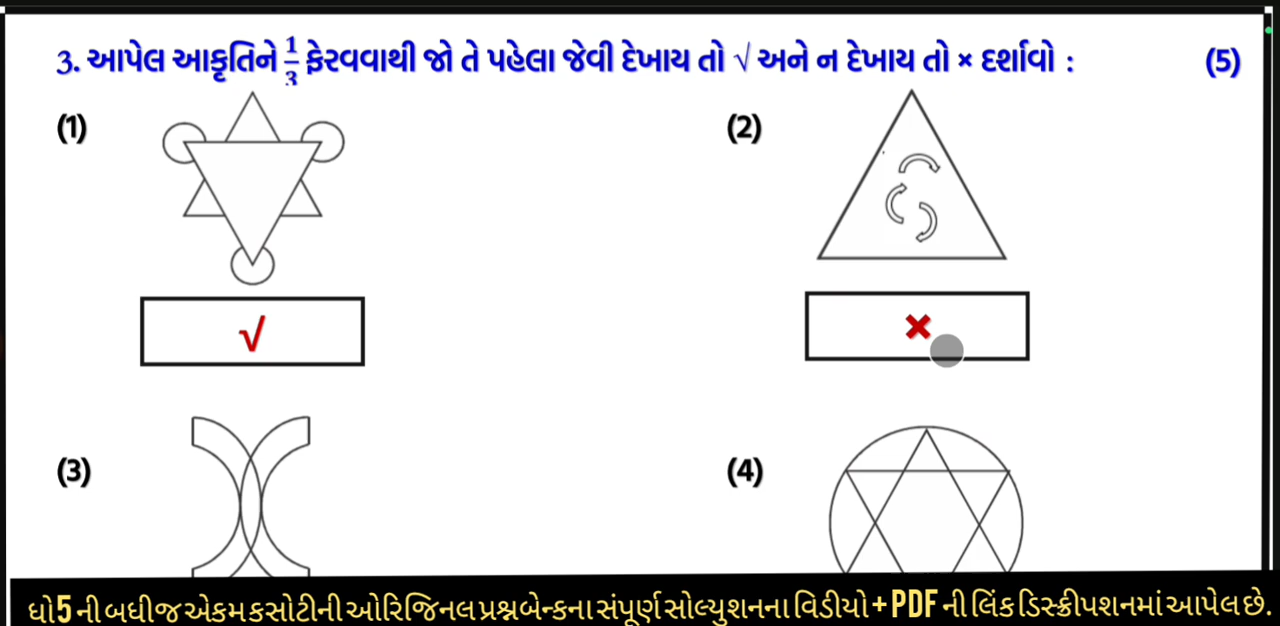 3. આપેલ આકૃતિને 1/3 ફેરવવાથી જો તે પહેલા જેવી દેખાય તો √ અને ન દેખાય તો × દર્શાવો : (5)
(1) (2)
√ ×
(3) (4)
ધો5 ની બધી જ એકમ કસોટીની ઓરિજિનલ પ્રશ્નબેન્કના સંપૂર્ણ સોલ્યુશનના વિડીયો + PDF ની લિંક ડિસ્ક્રીપશનમાં આપેલ છે.